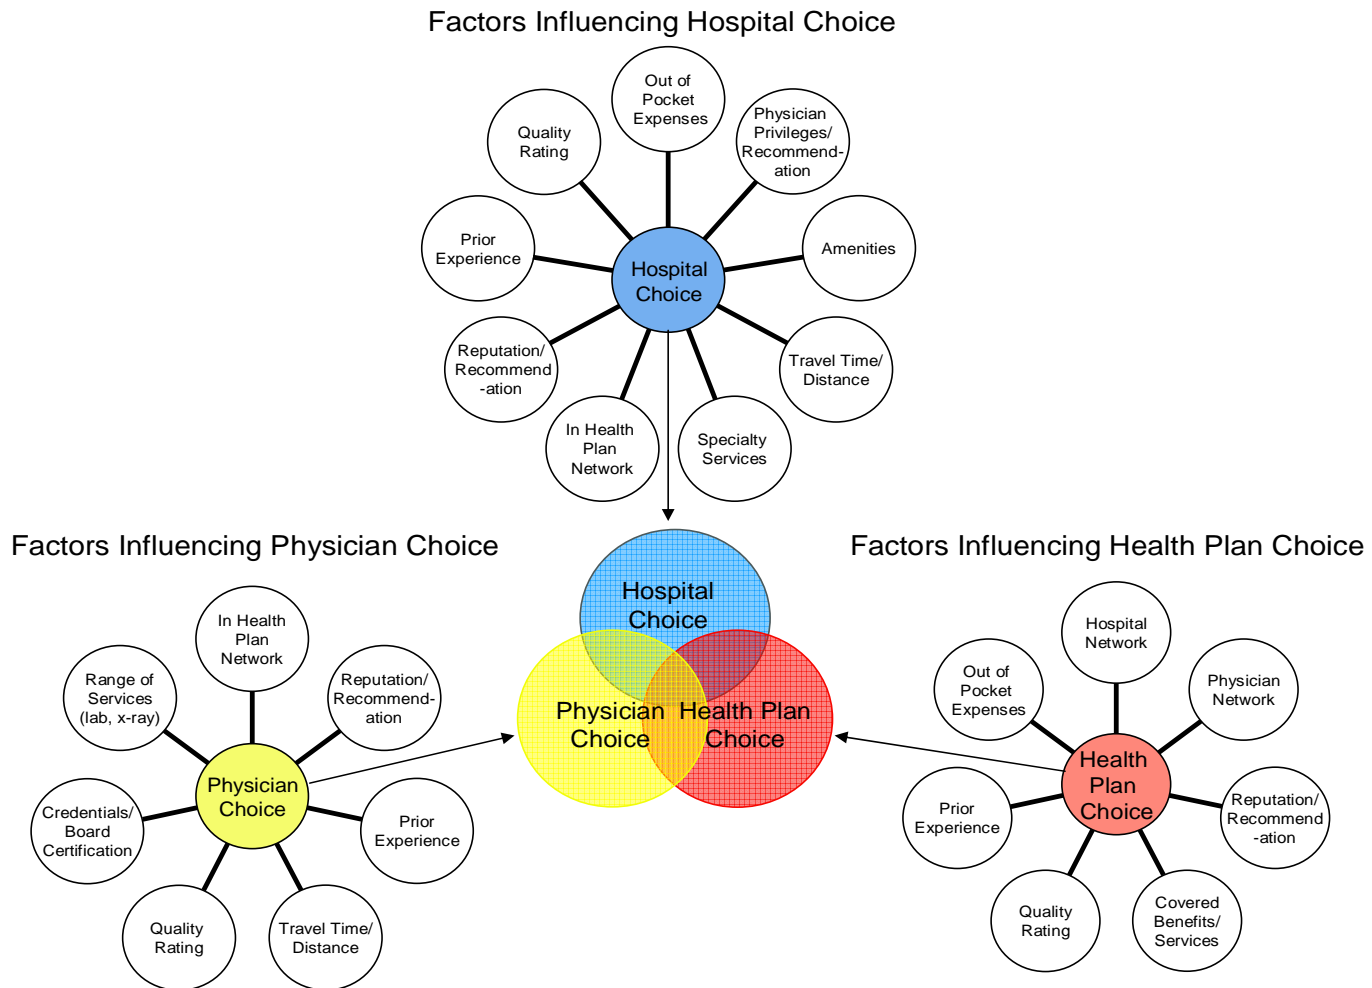 Factors Influencing Hospital Choice
Out of
Pocket
Expenses
Physician
Privileges/
Recommend-
ation
Quality
Rating
Amenities
Prior
Experience
Hospital
Choice
Travel Time/
Distance
Reputation/
Recommend
-ation
In Health
Plan
Network
Specialty
Services
Factors Influencing Physician Choice
In Health
Plan
Network
Range of
Services
(lab, x-ray)
Reputation/
Recommend-
ation
Physician
Choice
Credentials/
Board
Certification
Prior
Experience
Quality
Rating
Travel Time/
Distance
Hospital
Choice
Physician
Choice
Health Plan
Choice
Factors Influencing Health Plan Choice
Hospital
Network
Out of
Pocket
Expenses
Physician
Network
Health
Plan
Choice
Prior
Experience
Reputation/
Recommend
-ation
Quality
Rating
Covered
Benefits/
Services